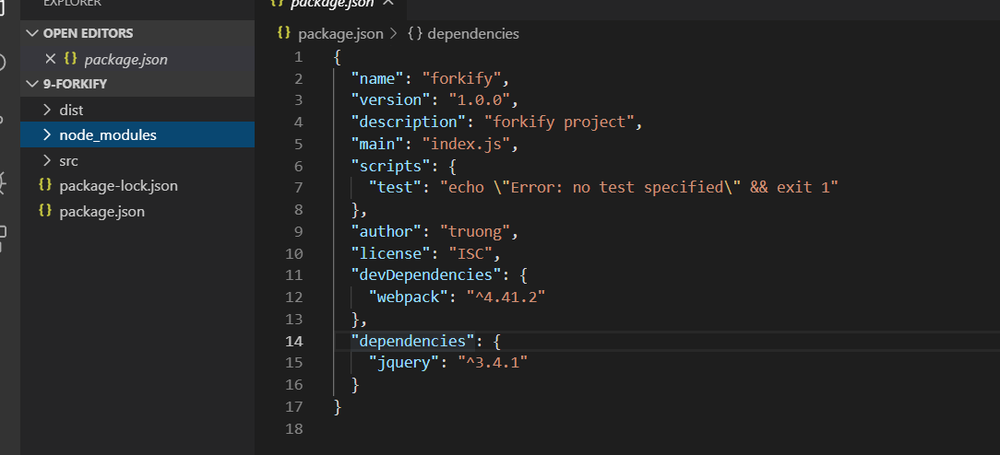 EXPLORER
OPEN EDITORS
package.json
9-FORKIFY
dist
node_modules
src
package-lock.json
package.json
package.json
package.json > {} dependencies
1 {
2 "name": "forkify",
3 "version": "1.0.0",
4 "description": "forkify project",
5 "main": "index.js",
6 "scripts": {
7 "test": "echo \"Error: no test specified\" && exit 1"
8 },
9 "author": "truong",
10 "license": "ISC",
11 "devDependencies": {
12 "webpack": "^4.41.2"
13 },
14 "dependencies": {
15 "jquery": "^3.4.1"
16 }
17 }
18